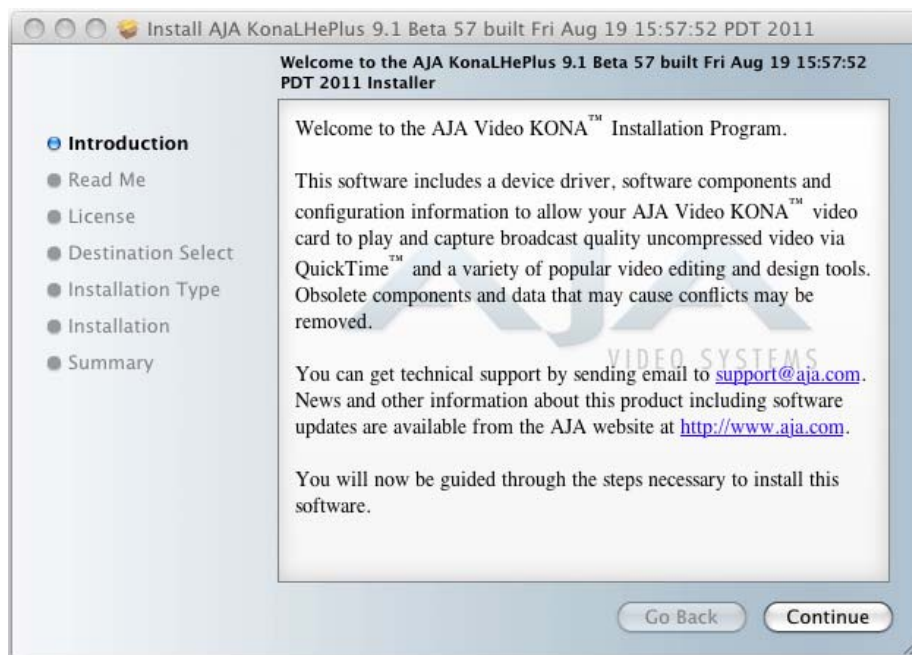 Install AJA KonaLHePlus 9.1 Beta 57 built Fri Aug 19 15:57:52 PDT 2011
Welcome to the AJA KonaLHePlus 9.1 Beta 57 built Fri Aug 19 15:57:52
PDT 2011 Installer
Introduction
Read Me
License
Destination Select
Installation Type
Installation
Summary
Welcome to the AJA Video KONA™ Installation Program.
This software includes a device driver, software components and
configuration information to allow your AJA Video KONA™ video
card to play and capture broadcast quality uncompressed video via
QuickTime™ and a variety of popular video editing and design tools.
Obsolete components and data that may cause conflicts may be
removed.
AJA
VIDEO SYSTEMS
You can get technical support by sending email to support@aja.com.
News and other information about this product including software
updates are available from the AJA website at http://www.aja.com.
You will now be guided through the steps necessary to install this
software.
Go Back
Continue